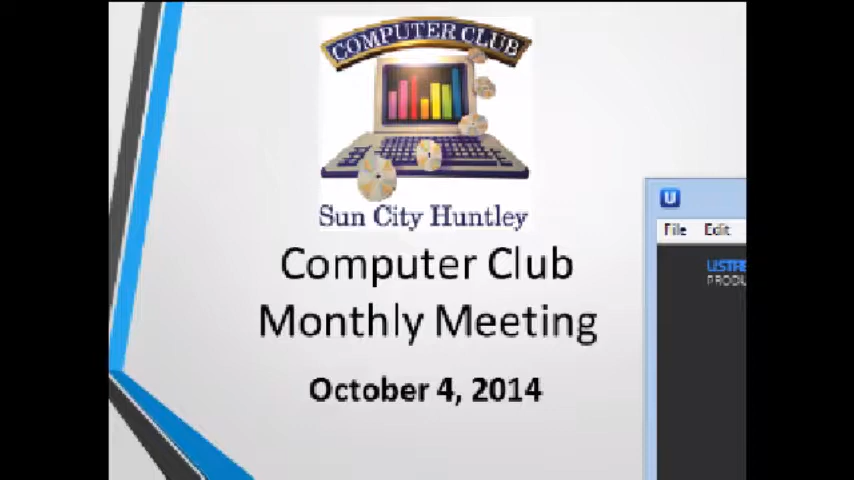 COMPUTER CLUB
Sun City Huntley
Computer Club
Monthly Meeting
October 4, 2014
U
File Edit